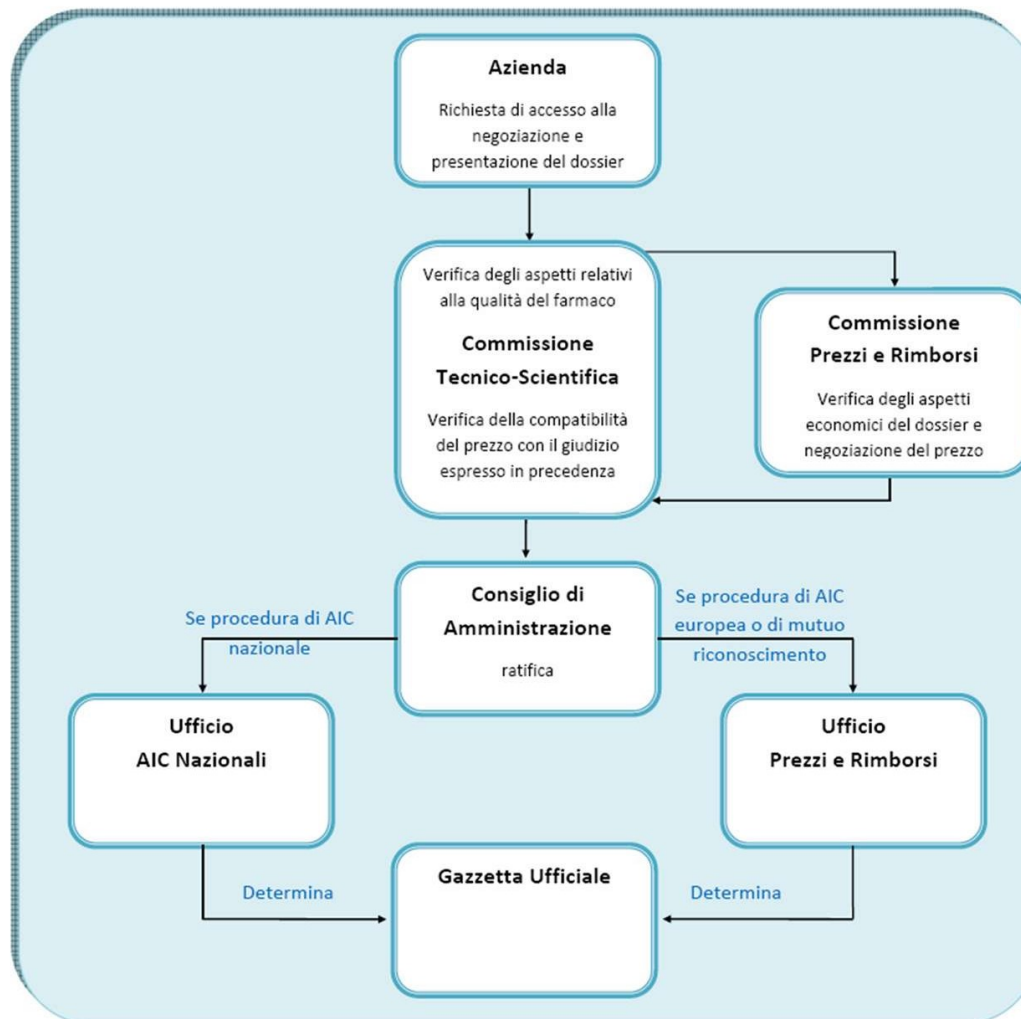 Azienda
Richiesta di accesso alla
negoziazione e
presentazione del dossier
Verifica degli aspetti relativi
alla qualità del farmaco
Commissione
Tecnico-Scientifica
Verifica della compatibilità
del prezzo con il giudizio
espresso in precedenza
Commissione
Prezzi e Rimborsi
Verifica degli aspetti
economici del dossier e
negoziazione del prezzo
Consiglio di
Amministrazione
ratifica
Se procedura di AIC
nazionale
Se procedura di AIC
europea o di mutuo
riconoscimento
Ufficio
AIC Nazionali
Ufficio
Prezzi e Rimborsi
Determina
Gazzetta Ufficiale
Determina